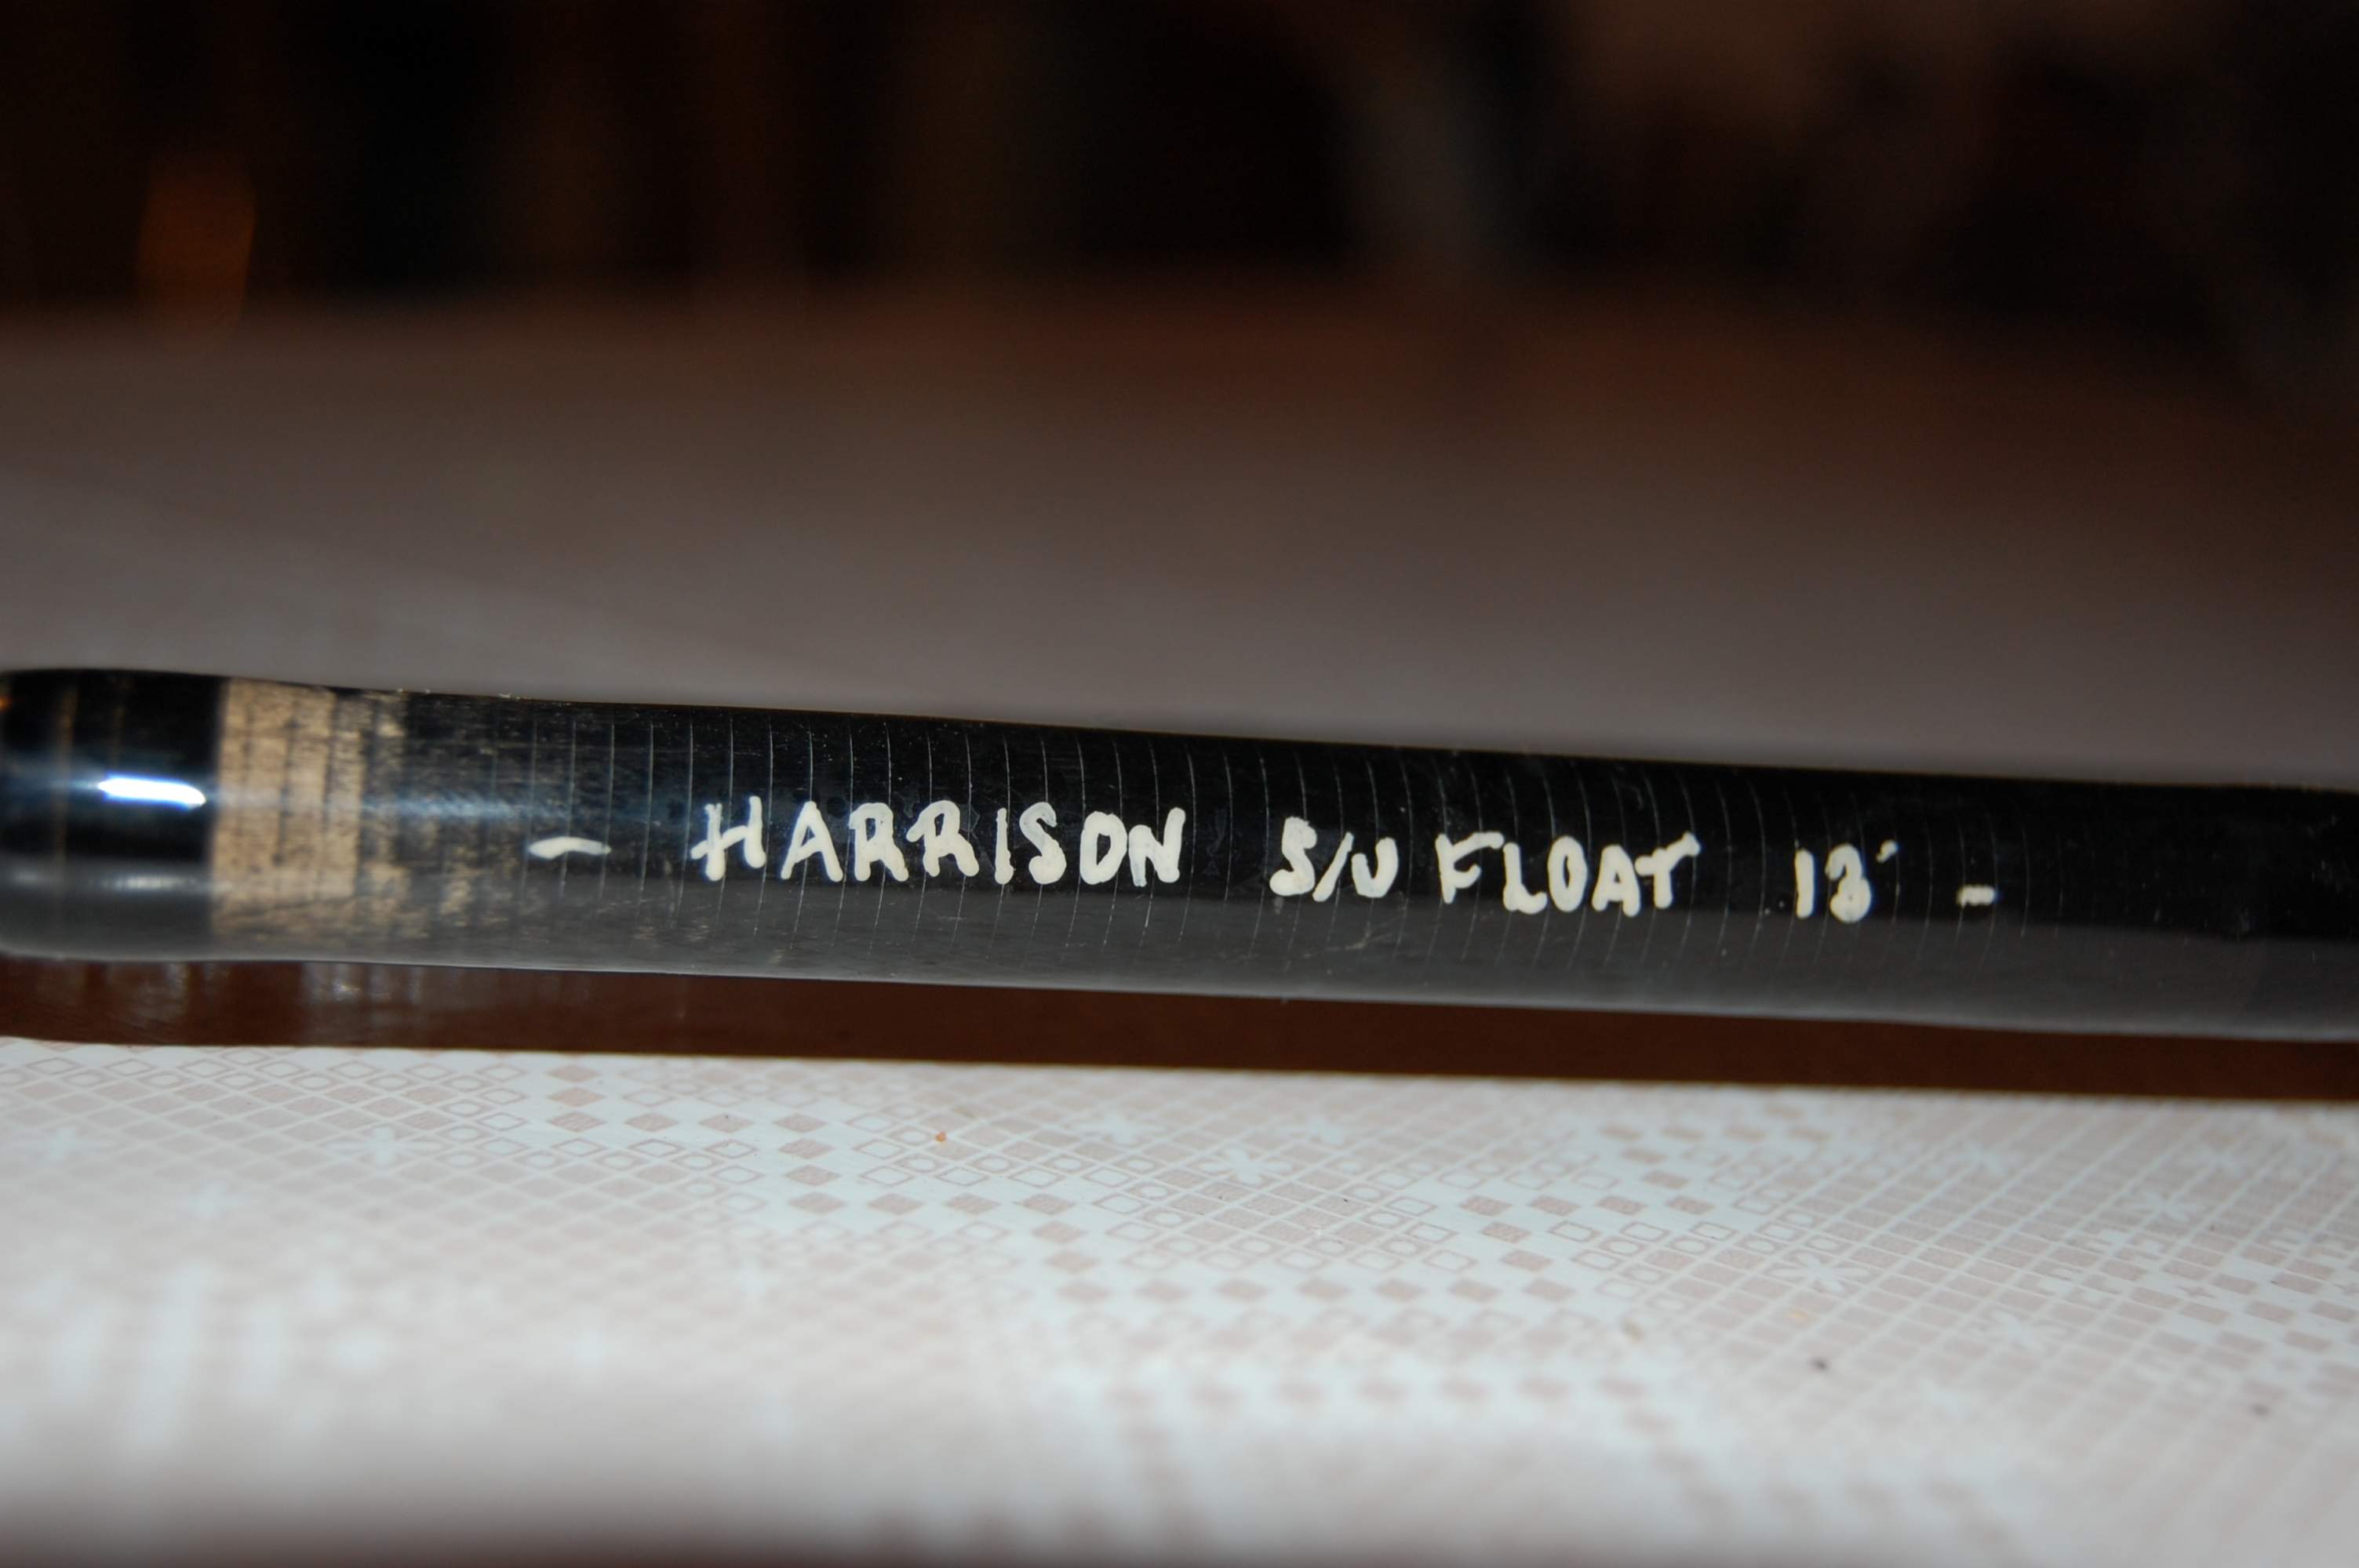 - HARRISON S/U FLOAT 13' -